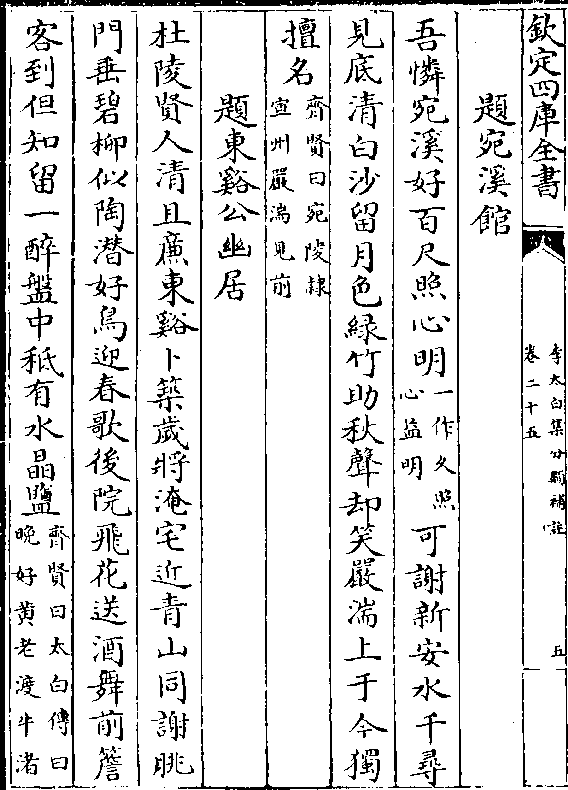 欽定四庫全書
李太白集分類補註
卷二十五
五
題宛溪館
吾憐宛溪好百尺照心明一作久照心益明可謝新安水千尋
見底清白沙留月色綠竹助秋聲却笑嚴湍上于今獨
擅名齊賢曰宛陵隸宣州嚴湍見前
題東谿公幽居
杜陵賢人清且廉東谿卜築歲將淹宅近青山同謝眺
門垂碧柳似陶潜好鳥迎春歌後院飛花送酒舞前簷
客到但知留一醉盤中秪有水晶鹽齊賢曰太白傳曰晚好黄老渡牛渚